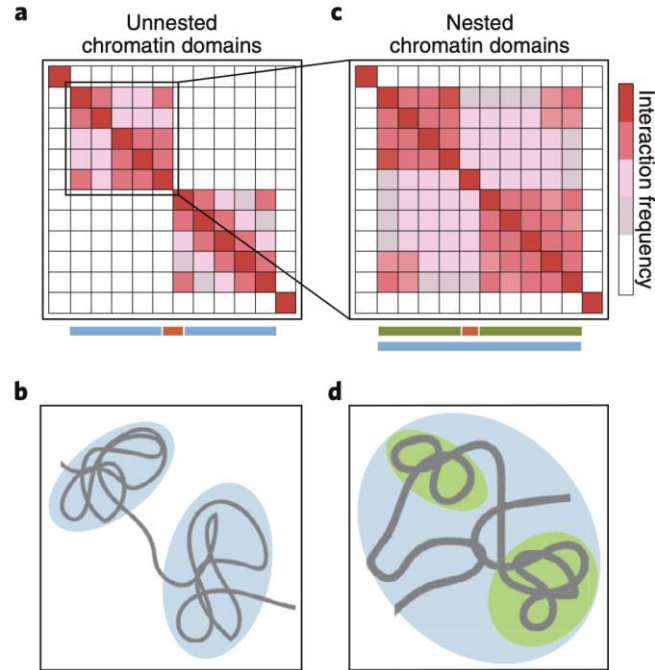 a
Unnested
chromatin domains
c
Nested
chromatin domains
Interaction frequency
b
d